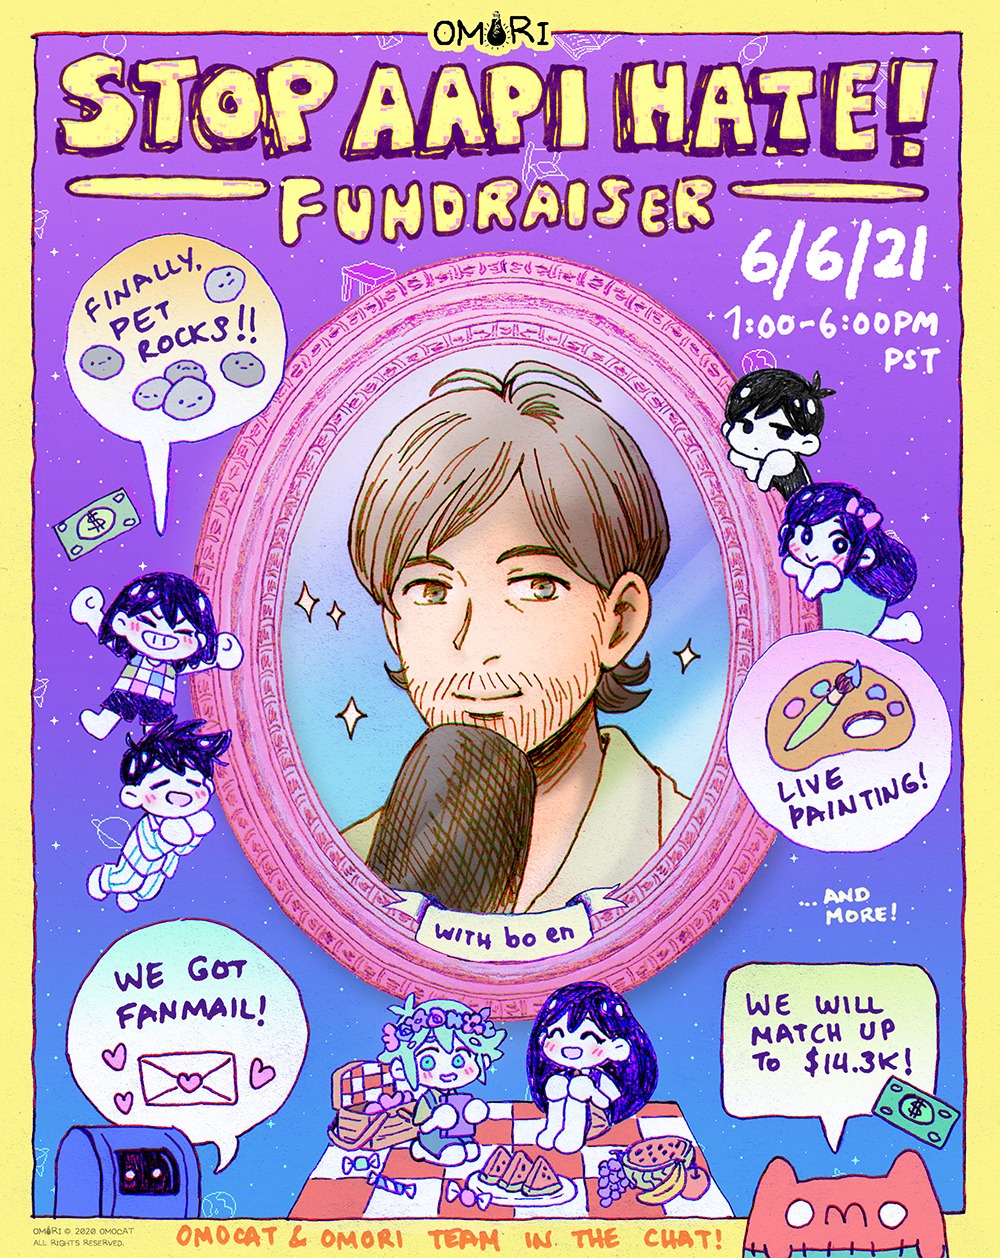 OMORI
STOP AAPI HATE!
FUNDRAISER
6/6/21
1:00-6:00PM
PST
FINALLY,
PET
ROCKS!!
LIVE
PAINTING!
...AND
MORE!
WITH bo en
WE GOT
FANMAIL!
WE WILL
MATCH UP
TO $14.3K!
$
$
OMORI © 2020 OMOCAT
ALL RIGHTS RESERVED.
OMOCAT & OMORI TEAM IN THE CHAT!